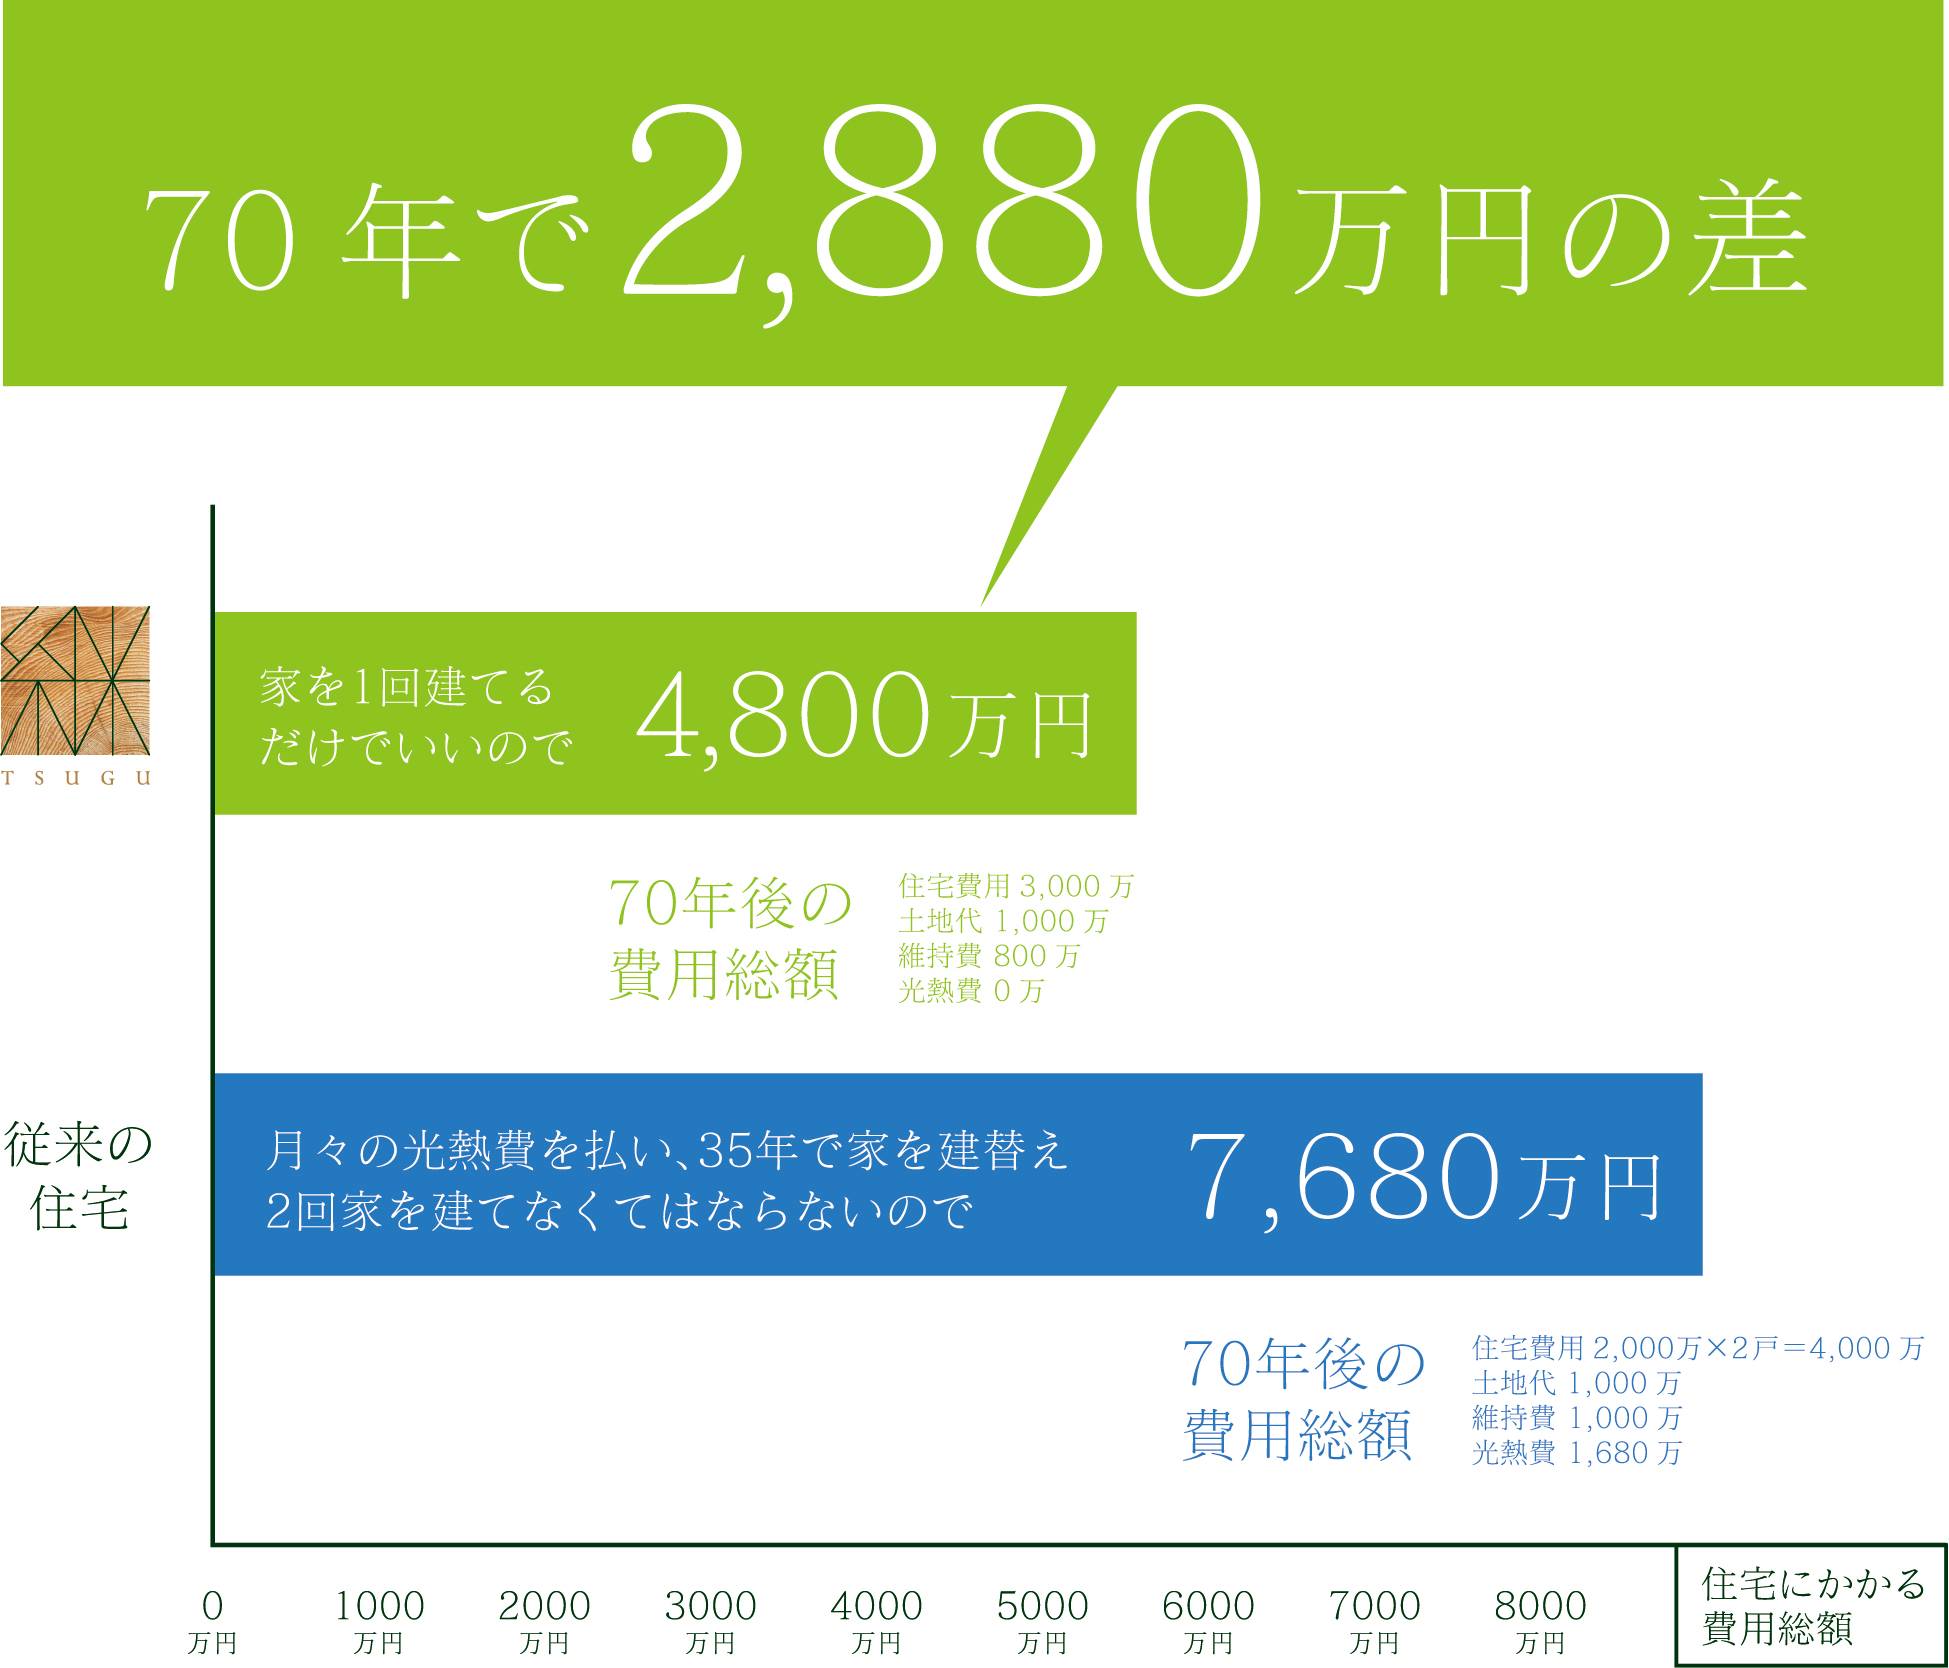 70年で2,880万円の差
家を1回建てる
だけでいいので
4,800万円
TSUGU
70年後の
費用総額
住宅費用 3,000 万
土地代 1,000 万
維持費 800 万
光熱費 0 万
従来の
住宅
月々の光熱費を払い、35年で家を建替え
2回家を建てなくてはならないので
7,680万円
70年後の
費用総額
住宅費用 2,000万×2戸＝4,000 万
土地代 1,000 万
維持費 1,000 万
光熱費 1,680 万
0 1000 2000 3000 4000 5000 6000 7000 8000
万円 万円 万円 万円 万円 万円 万円 万円 万円
住宅にかかる
費用総額